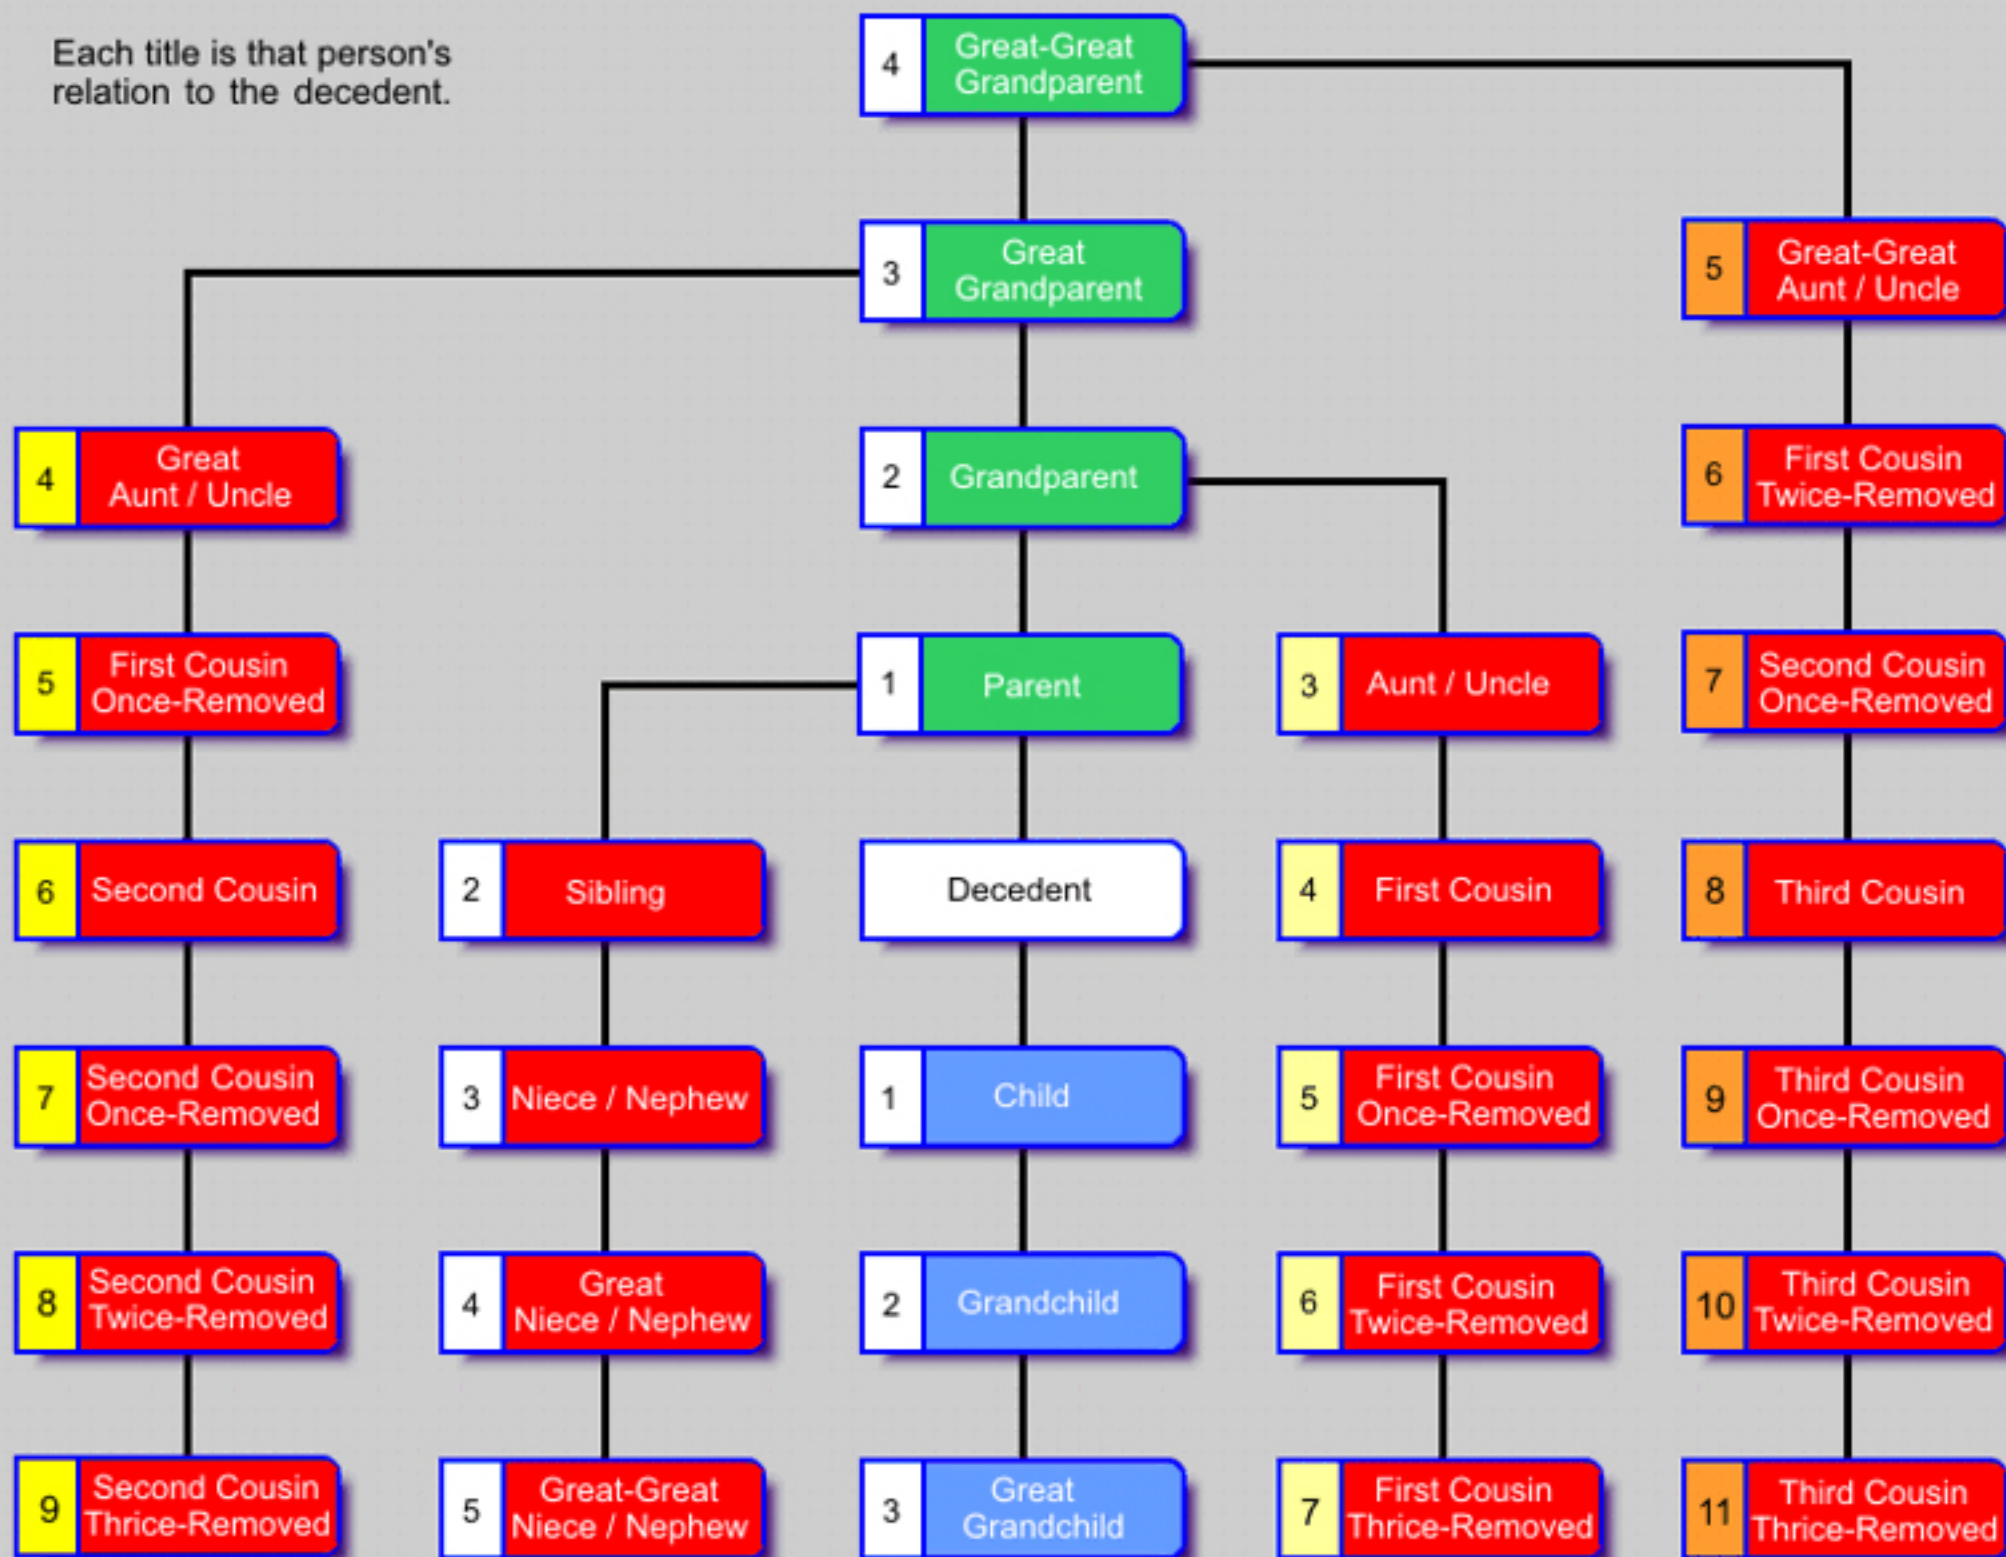 Each title is that person's
relation to the decedent.
4
Great-Great
Grandparent
3
Great
Grandparent
5
Great-Great
Aunt / Uncle
4
Great
Aunt / Uncle
2
Grandparent
6
First Cousin
Twice-Removed
5
First Cousin
Once-Removed
1
Parent
3
Aunt / Uncle
7
Second Cousin
Once-Removed
6
Second Cousin
2
Sibling
Decedent
4
First Cousin
8
Third Cousin
7
Second Cousin
Once-Removed
3
Niece / Nephew
1
Child
5
First Cousin
Once-Removed
9
Third Cousin
Once-Removed
8
Second Cousin
Twice-Removed
4
Great
Niece / Nephew
2
Grandchild
6
First Cousin
Twice-Removed
10
Third Cousin
Twice-Removed
9
Second Cousin
Thrice-Removed
5
Great-Great
Niece / Nephew
3
Great
Grandchild
7
First Cousin
Thrice-Removed
11
Third Cousin
Thrice-Removed